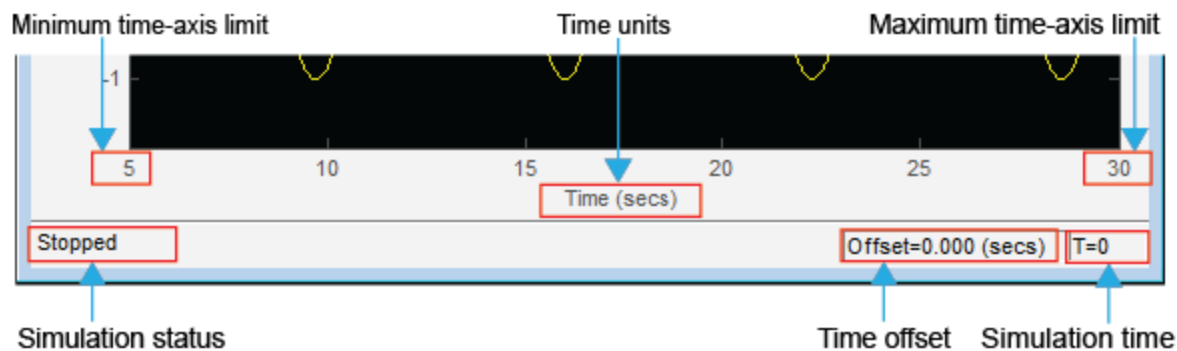 Minimum time-axis limit Time units Maximum time-axis limit
-1
5 10 15 20 25 30
Time (secs)
Stopped Offset=0.000 (secs) T=0
Simulation status Time offset Simulation time